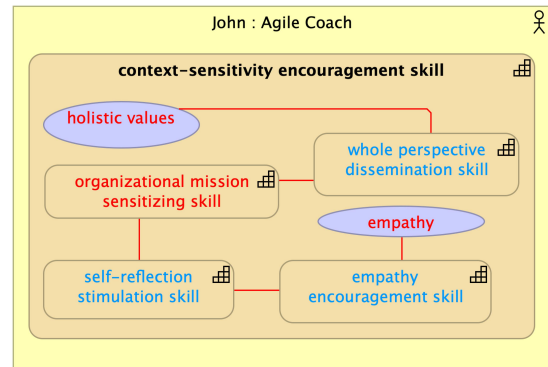 John : Agile Coach
context-sensitivity encouragement skill
holistic values
whole perspective
dissemination skill
organizational mission
sensitizing skill
empathy
self-reflection
stimulation skill
empathy
encouragement skill